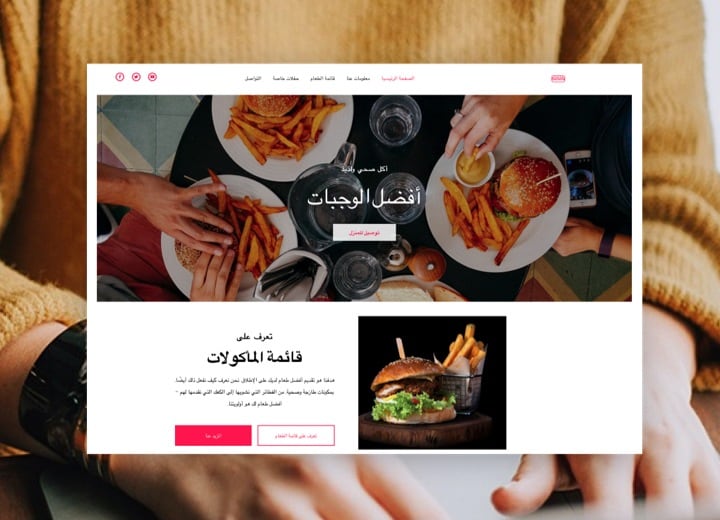 الصفحة الرئيسية معلومات عنا قائمة الطعام حفلات خاصة التواصل
أكل صحي ولذيذ
أفضل الوجبات
توصيل للمنزل
تعرف على
قائمة المأكولات
هدفنا هو تقديم أفضل طعام لديك على الإطلاق. نحن نعرف كيف نفعل ذلك أيضًا.
بمكونات طازجة وصحية من الفطائر التي نشويها إلى الكعك التي نقدمها لهم -
أفضل طعام لك هو أولويتنا.
تعرف على قائمة الطعام
المزيد عنا